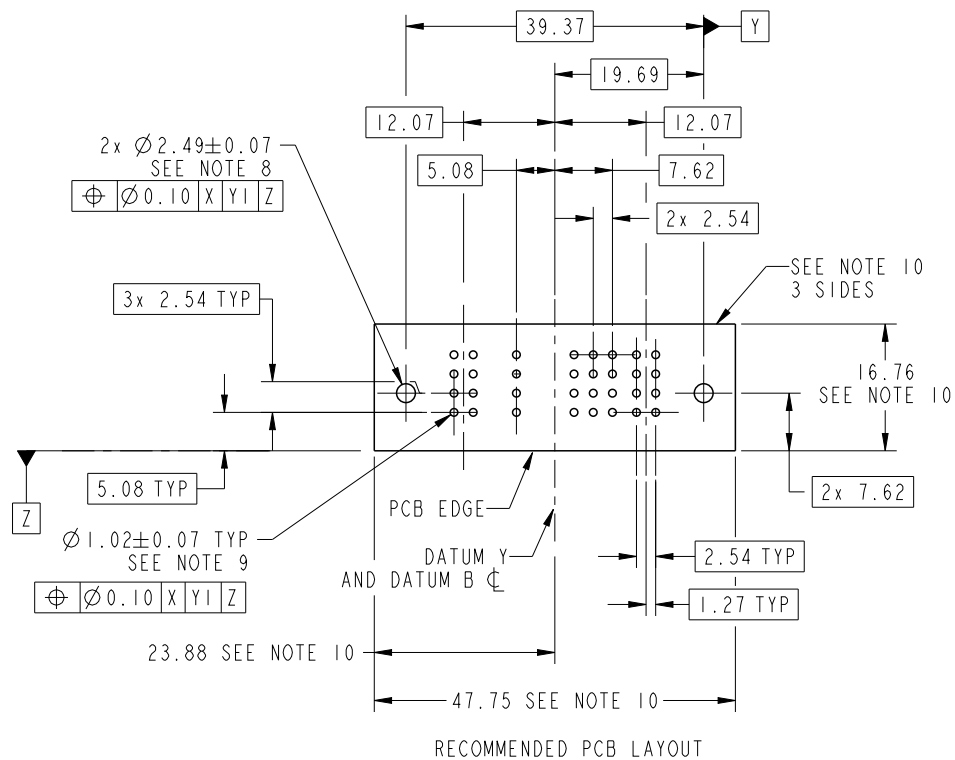 39.37
Y
19.69
12.07
12.07
2x Ø2.49±0.07
SEE NOTE 8
⌖ Ø0.10 X Y1 Z
5.08
7.62
2x 2.54
SEE NOTE 10
3 SIDES
3x 2.54 TYP
16.76
SEE NOTE 10
5.08 TYP
2x 7.62
Z
PCB EDGE
Ø1.02±0.07 TYP
SEE NOTE 9
⌖ Ø0.10 X Y1 Z
DATUM Y
AND DATUM B ℄
2.54 TYP
1.27 TYP
23.88 SEE NOTE 10
47.75 SEE NOTE 10
RECOMMENDED PCB LAYOUT